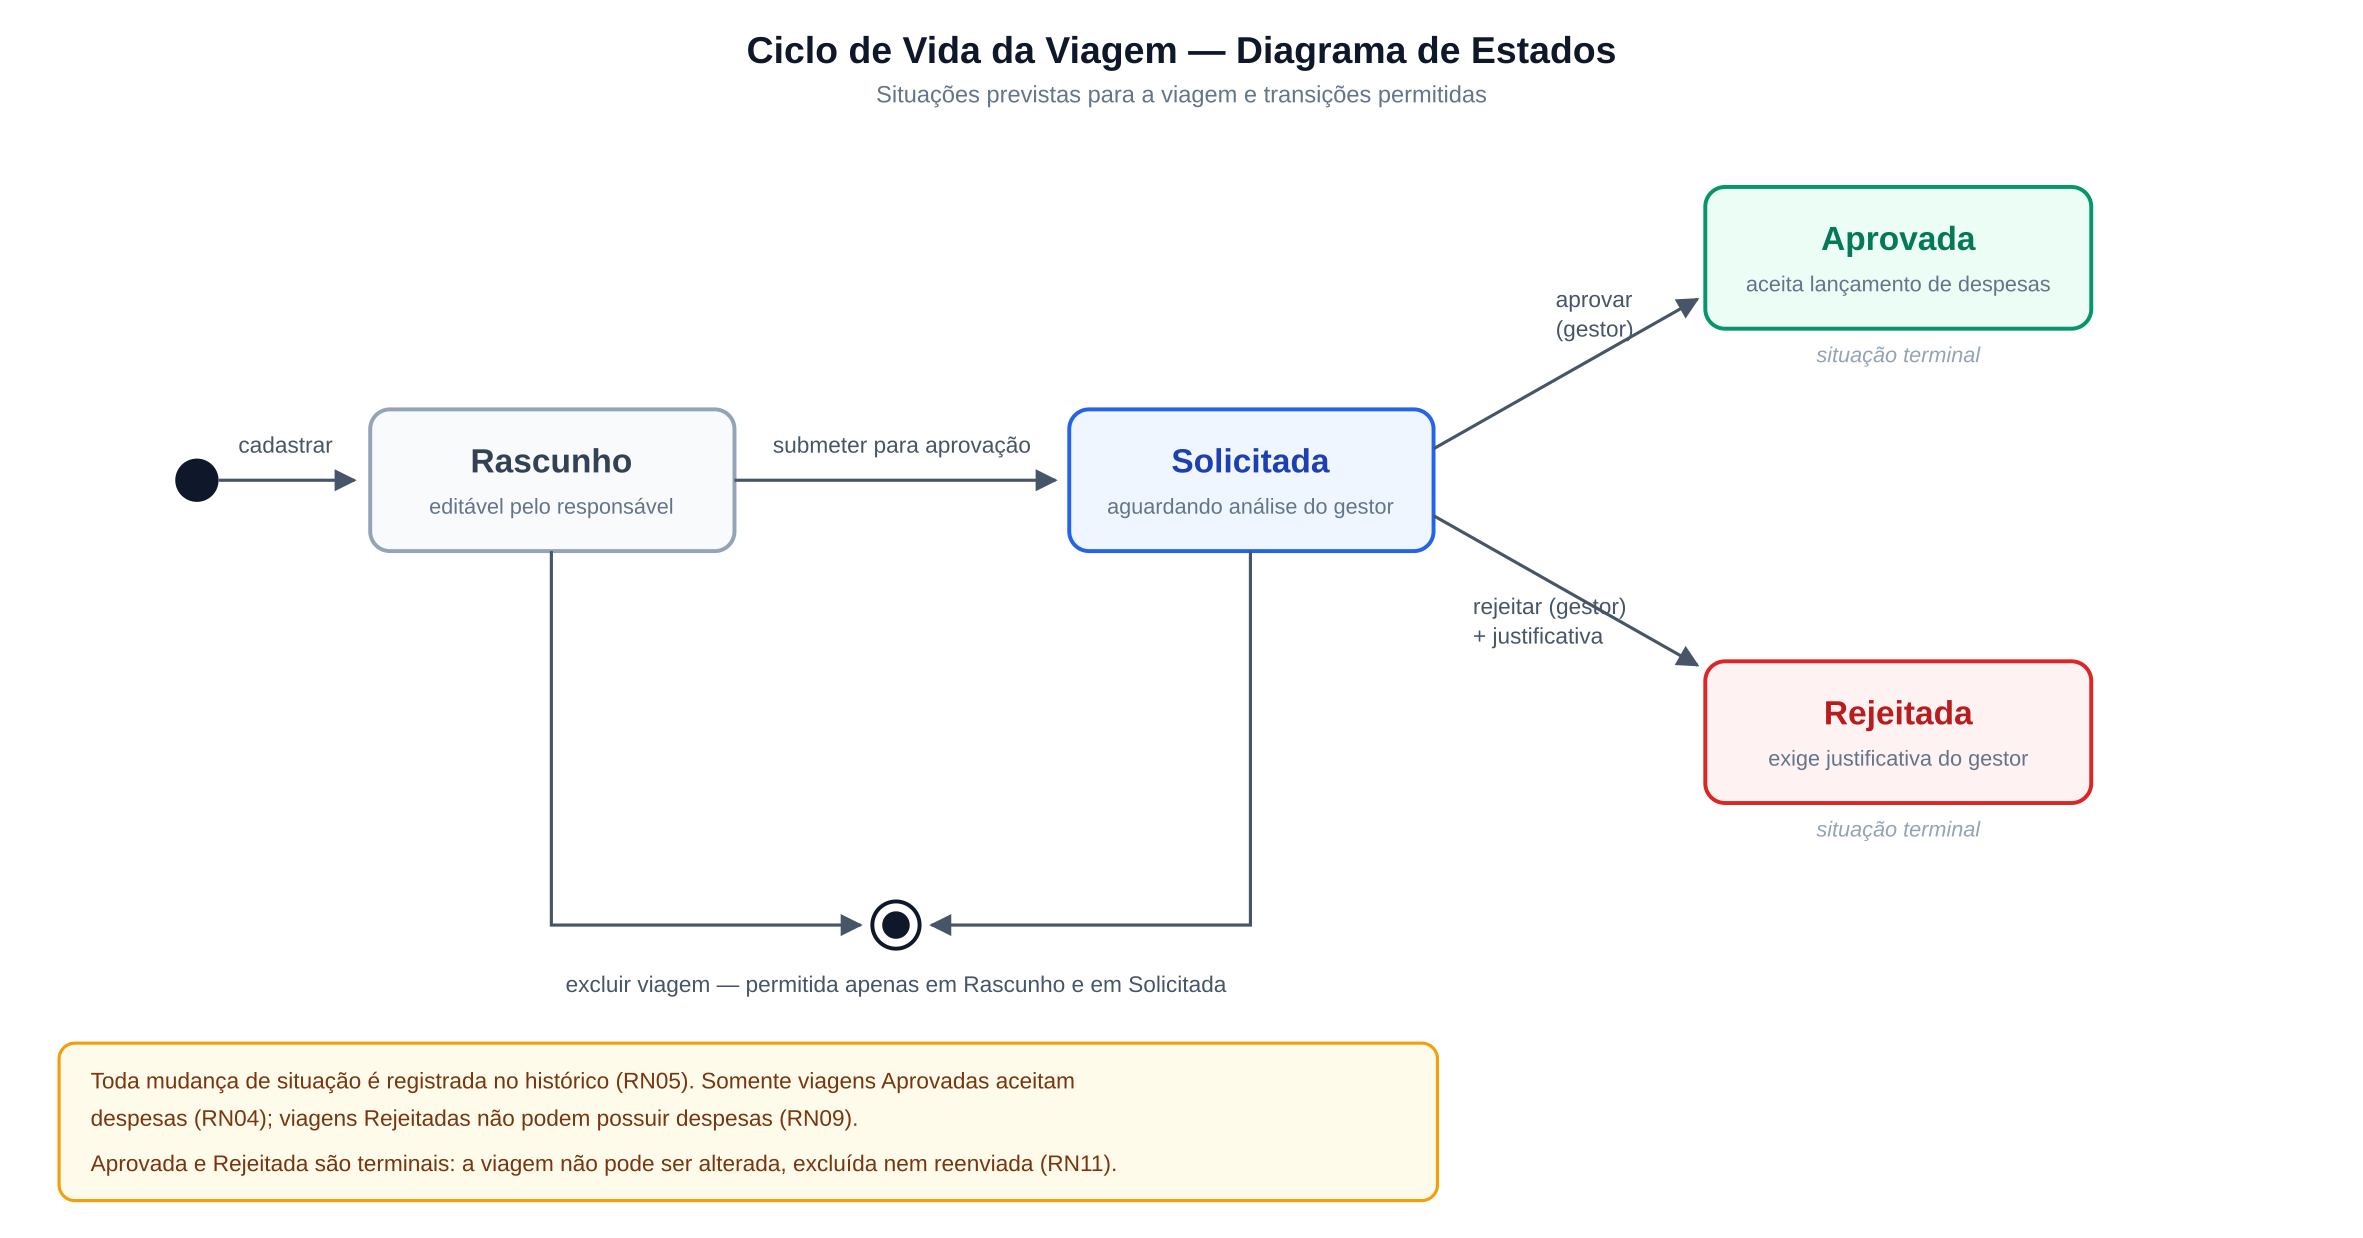 Ciclo de Vida da Viagem — Diagrama de Estados
Situações previstas para a viagem e transições permitidas
Aprovada
aceita lançamento de despesas
situação terminal
aprovar
(gestor)
cadastrar
Rascunho
editável pelo responsável
submeter para aprovação
Solicitada
aguardando análise do gestor
rejeitar (gestor)
+ justificativa
Rejeitada
exige justificativa do gestor
situação terminal
excluir viagem — permitida apenas em Rascunho e em Solicitada
Toda mudança de situação é registrada no histórico (RN05). Somente viagens Aprovadas aceitam
despesas (RN04); viagens Rejeitadas não podem possuir despesas (RN09).
Aprovada e Rejeitada são terminais: a viagem não pode ser alterada, excluída nem reenviada (RN11).